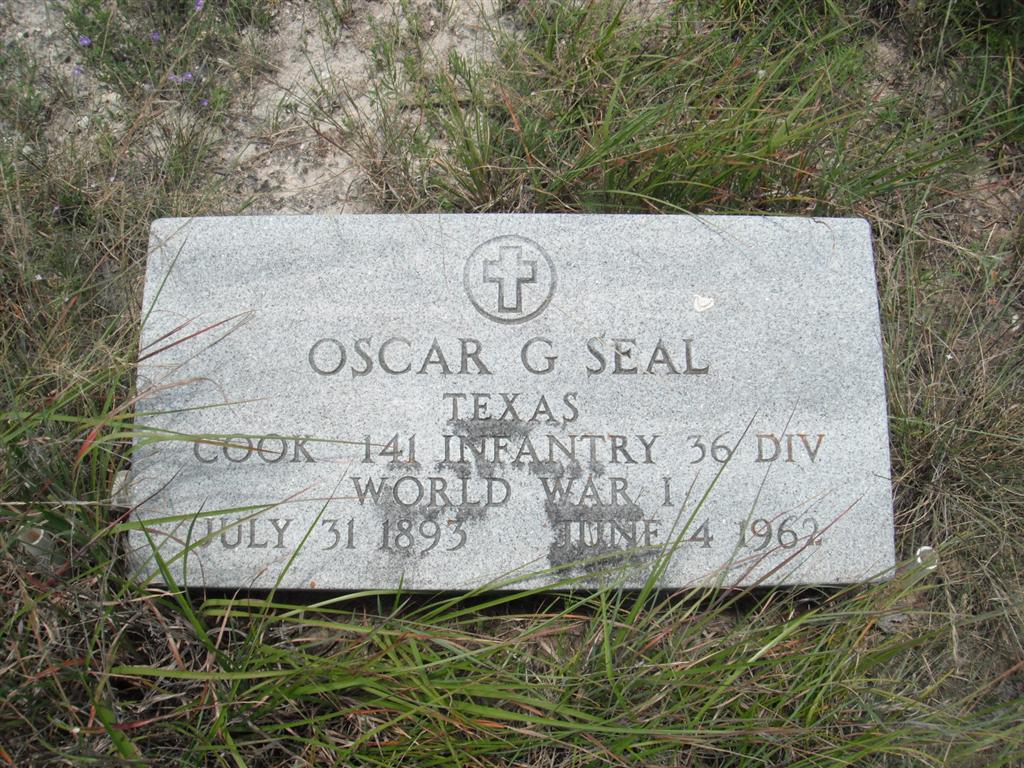 OSCAR G SEAL
TEXAS
COOK 141 INFANTRY 36 DIV
WORLD WAR I
JULY 31 1893 JUNE 4 1962